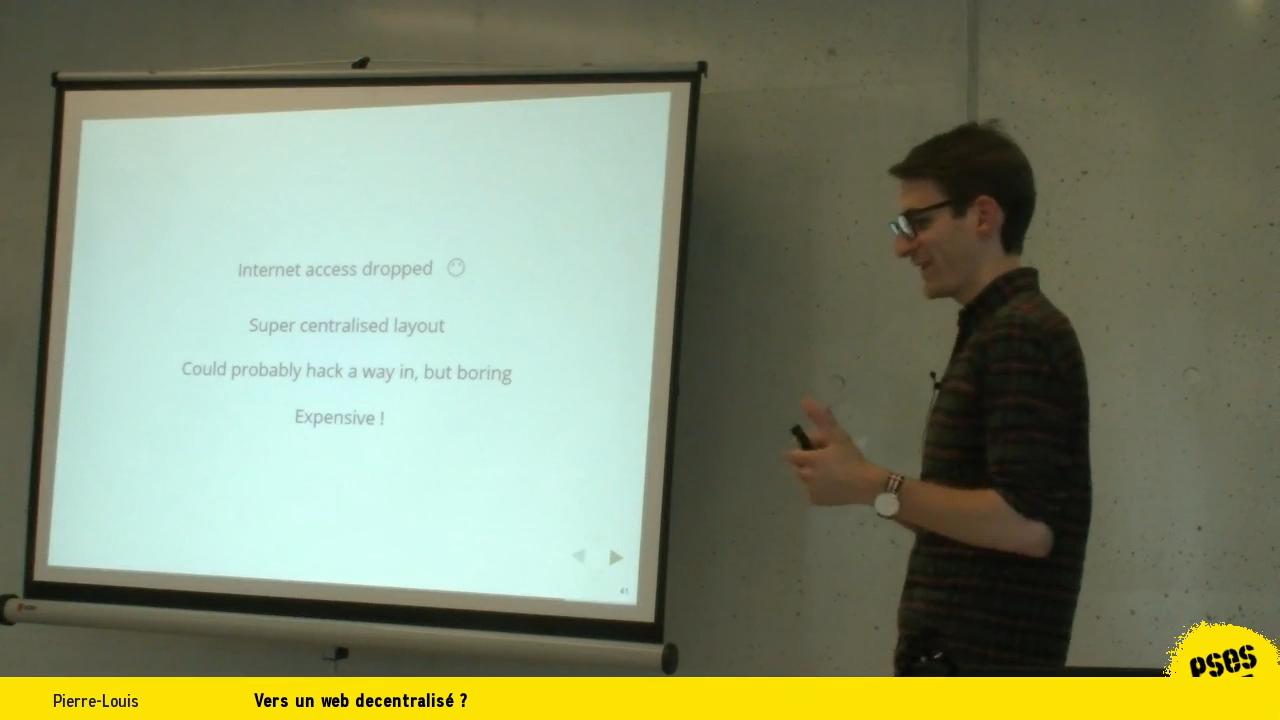 Internet access dropped
Super centralised layout
Could probably hack a way in, but boring
Expensive !
41
PSES
Pierre-Louis
Vers un web decentralisé ?